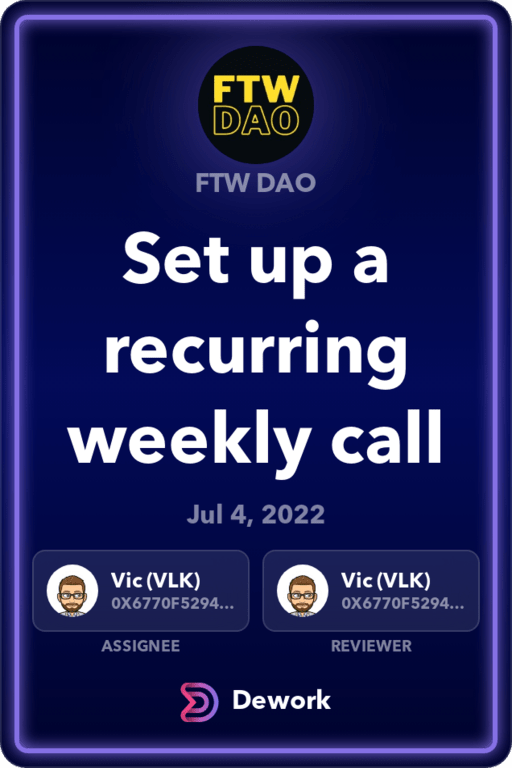 FTW
DAO
FTW DAO
Set up a
recurring
weekly call
Jul 4, 2022
Vic (VLK)
0X6770F5294...
ASSIGNEE
Vic (VLK)
0X6770F5294...
REVIEWER
Dework